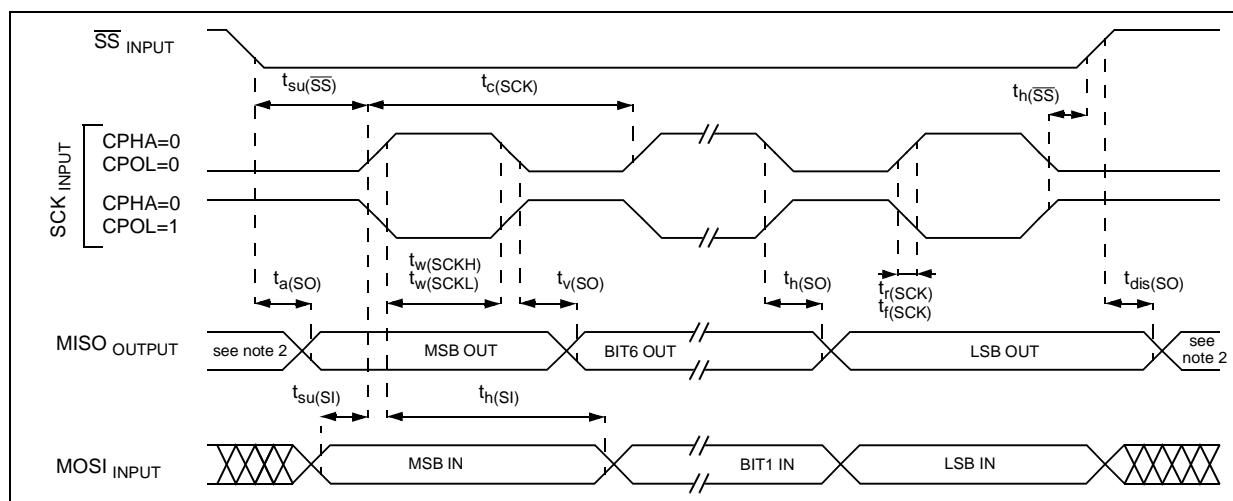 SS INPUT
tsu(SS)
tc(SCK)
th(SS)
SCK INPUT
CPHA=0
CPOL=0
CPHA=0
CPOL=1
ta(SO)
tw(SCKH)
tw(SCKL)
tv(SO)
th(SO)
tr(SCK)
tf(SCK)
tdis(SO)
MISO OUTPUT
see note 2
MSB OUT
BIT6 OUT
LSB OUT
see
note 2
tsu(SI)
th(SI)
MOSI INPUT
MSB IN
BIT1 IN
LSB IN